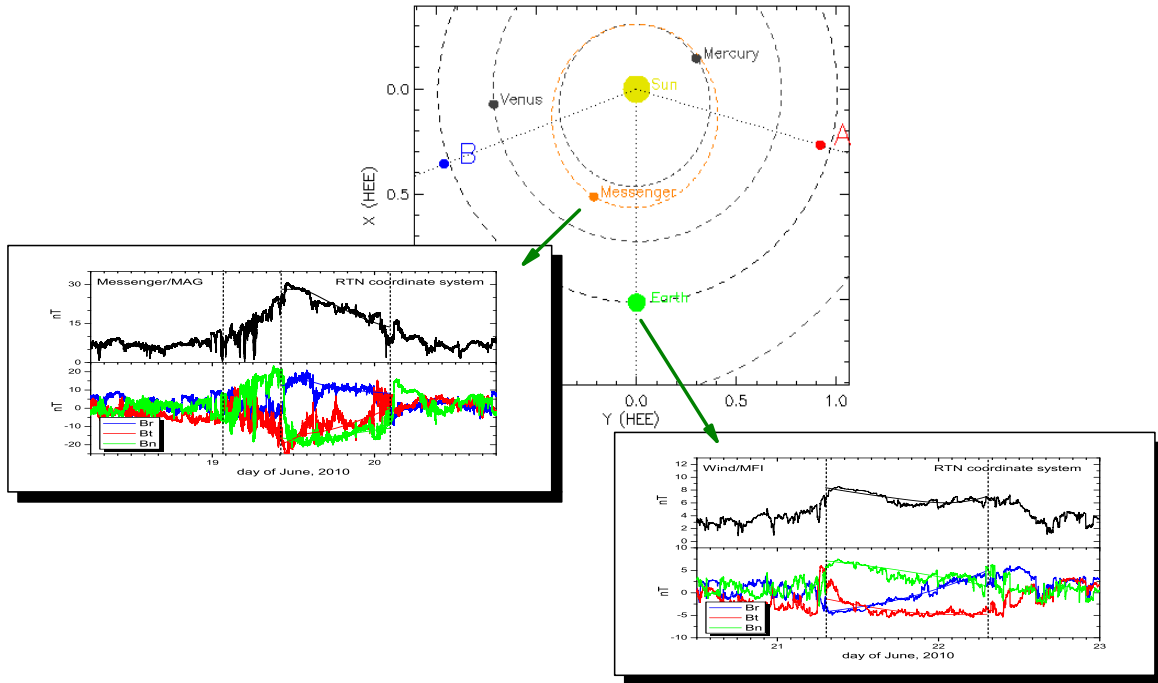 Mercury
Sun
0.0
Venus
A
B
X (HEE)
Messenger
0.5
Earth
0.0
0.5
1.0
Y (HEE)
Messenger/MAG
RTN coordinate system
30
15
0
nT
20
10
0
-10
-20
nT
Br
Bt
Bn
19
20
day of June, 2010
Wind/MFI
RTN coordinate system
12
10
8
6
4
2
0
nT
10
5
0
-5
-10
nT
Br
Bt
Bn
21
22
23
day of June, 2010